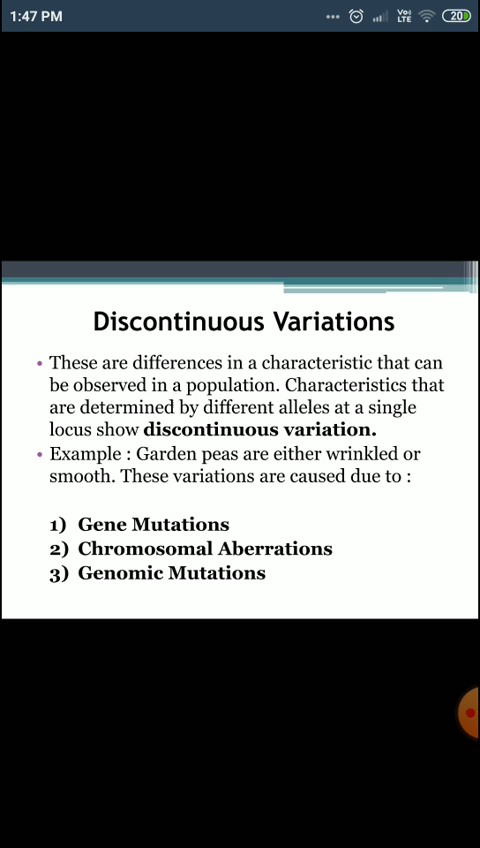 1:47 PM
Vo))
LTE
20
Discontinuous Variations
• These are differences in a characteristic that can
be observed in a population. Characteristics that
are determined by different alleles at a single
locus show discontinuous variation.
• Example : Garden peas are either wrinkled or
smooth. These variations are caused due to :
1) Gene Mutations
2) Chromosomal Aberrations
3) Genomic Mutations